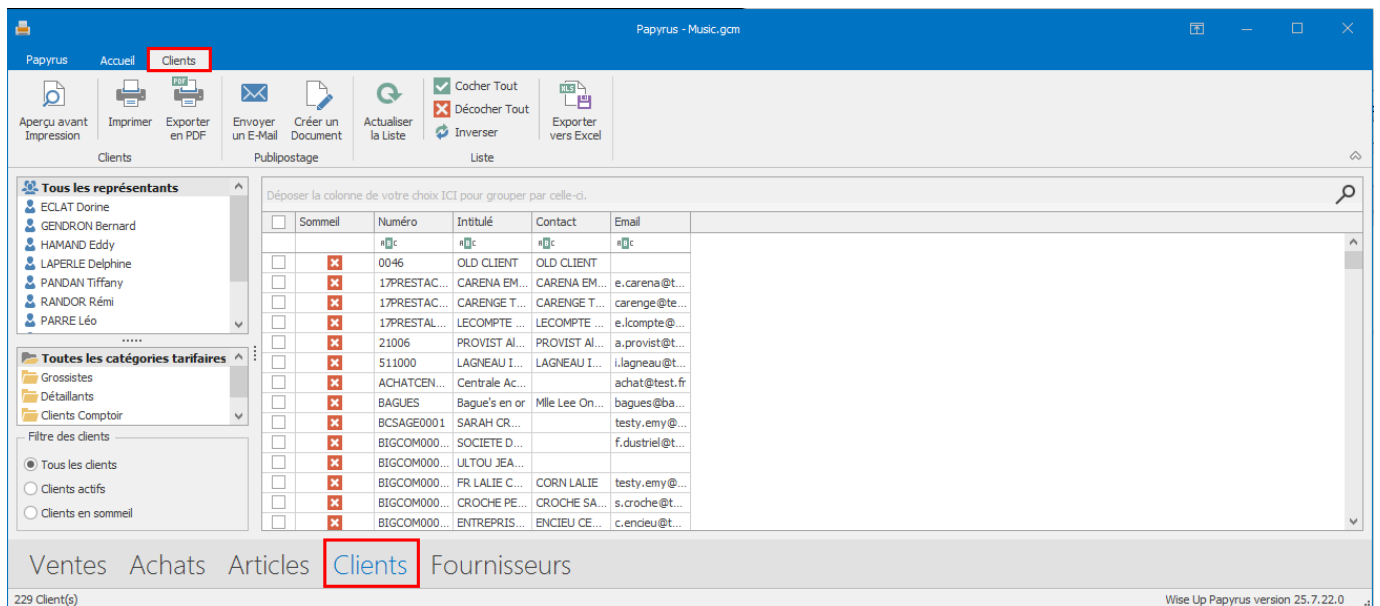 Papyrus - Music.gcm
Papyrus Accueil Clients
Aperçu avant Impression
Imprimer
Exporter en PDF
Envoyer un E-Mail
Créer un Document
Actualiser la Liste
Cocher Tout
Décocher Tout
Inverser
Exporter vers Excel
Clients Publipostage Liste
Tous les représentants
ECLAT Dorine
GENDRON Bernard
HAMAND Eddy
LAPERLE Delphine
PANDAN Tiffany
RANDOR Rémi
PARRE Léo
Toutes les catégories tarifaires
Grossistes
Détaillants
Clients Comptoir
Filtre des clients
Tous les clients
Clients actifs
Clients en sommeil
Déposer la colonne de votre choix ICI pour grouper par celle-ci.
Sommeil Numéro Intitulé Contact Email
0046 OLD CLIENT OLD CLIENT
17PRESTAC... CARENA EM... CARENA EM... e.carena@t...
17PRESTAC... CARENGE T... CARENGE T... carenge@te...
17PRESTAL... LECOMPTE ... LECOMPTE ... e.lcompte@...
21006 PROVIST Al... PROVIST Al... a.provist@t...
511000 LAGNEAU I... LAGNEAU I... i.lagneau@t...
ACHATCEN... Centrale Ac... achat@test.fr
BAGUES Bague's en or Mlle Lee On... bagues@ba...
BCSAGE0001 SARAH CR... testy.emy@...
BIGCOM000... SOCIETE D... f.dustriel@t...
BIGCOM000... ULTOU JEA...
BIGCOM000... FR LALIE C... CORN LALIE testy.emy@...
BIGCOM000... CROCHE PE... CROCHE SA... s.croche@t...
BIGCOM000... ENTREPRIS... ENCIEU CE... c.encieu@t...
Ventes Achats Articles Clients Fournisseurs
229 Client(s) Wise Up Papyrus version 25.7.22.0